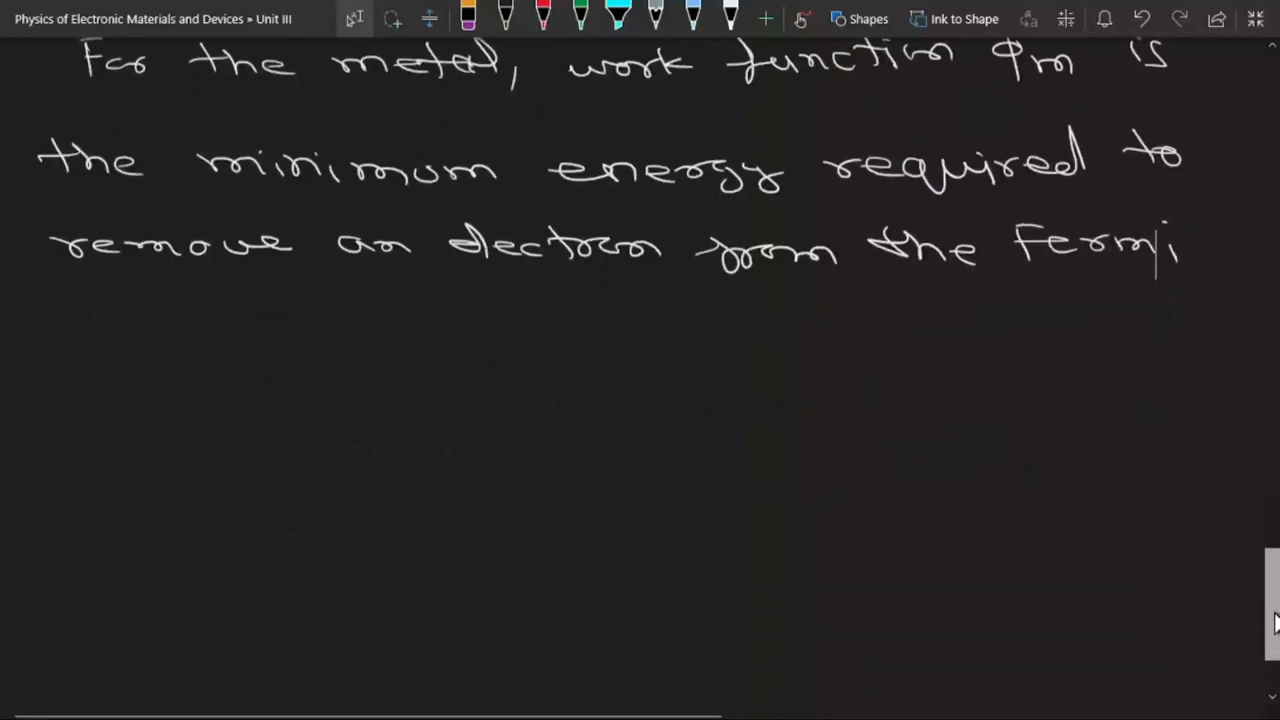 Physics of Electronic Materials and Devices » Unit III
Shapes
Ink to Shape
For the metal, work function φm is
the minimum energy required to
remove an electron from the Fermi